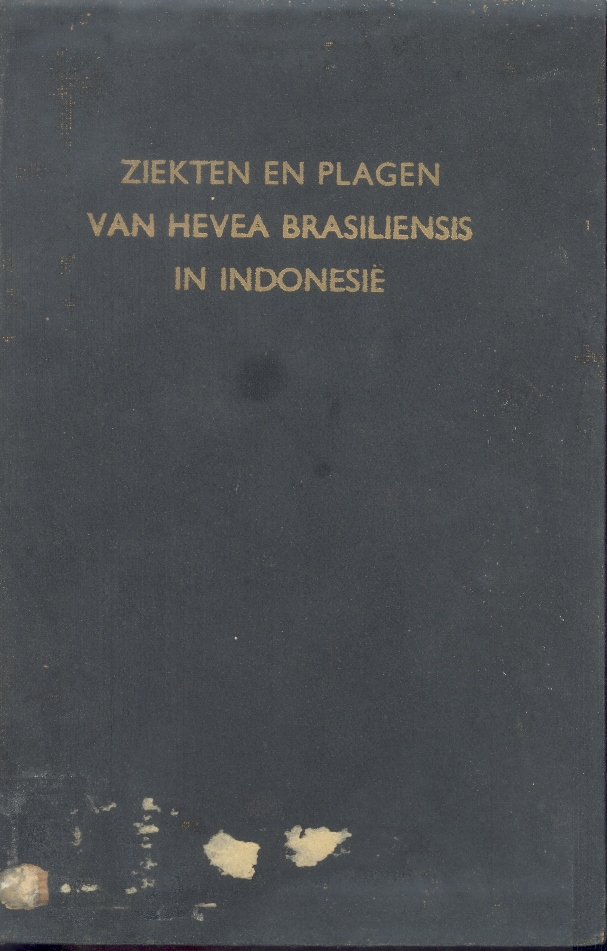 ZIEKTEN EN PLAGEN
VAN HEVEA BRASILIENSIS
IN INDONESIË